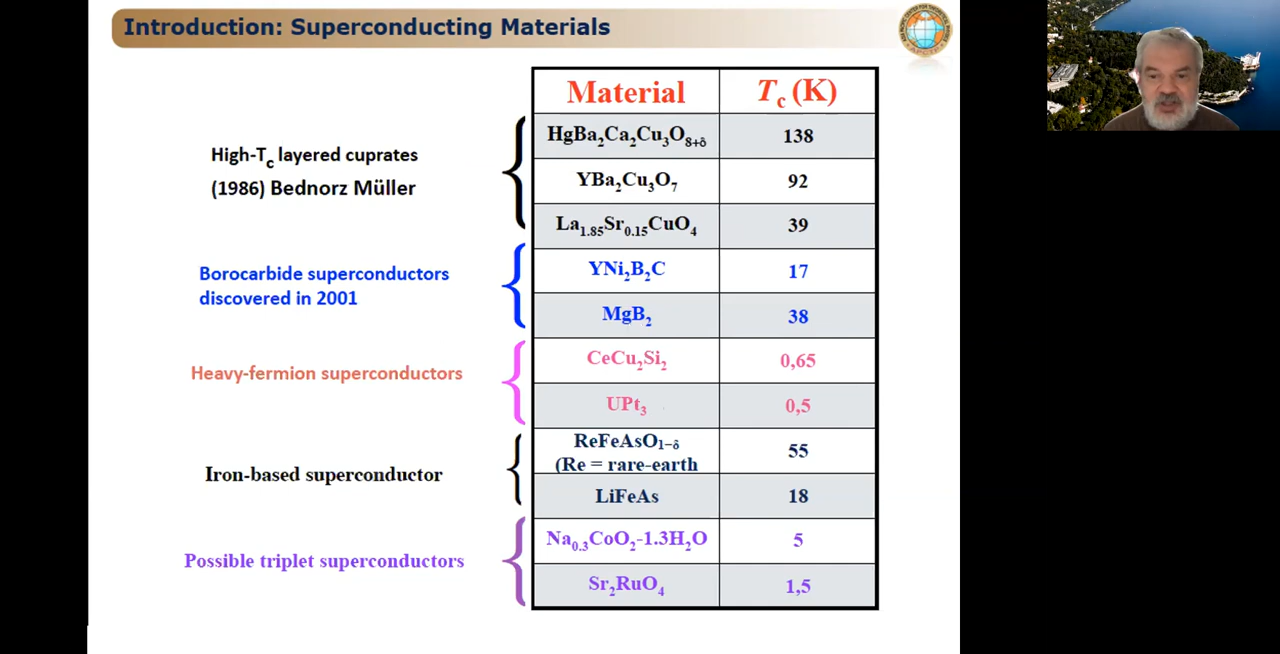 Introduction: Superconducting Materials
Material
T_c (K)
High-T_c layered cuprates
(1986) Bednorz Müller
HgBa₂Ca₂Cu₃O₈₊δ
138
YBa₂Cu₃O₇
92
La₁.₈₅Sr₀.₁₅CuO₄
39
Borocarbide superconductors
discovered in 2001
YNi₂B₂C
17
MgB₂
38
Heavy-fermion superconductors
CeCu₂Si₂
0,65
UPt₃
0,5
Iron-based superconductor
ReFeAsO₁₋δ
(Re = rare-earth
55
LiFeAs
18
Possible triplet superconductors
Na₀.₃CoO₂-1.3H₂O
5
Sr₂RuO₄
1,5